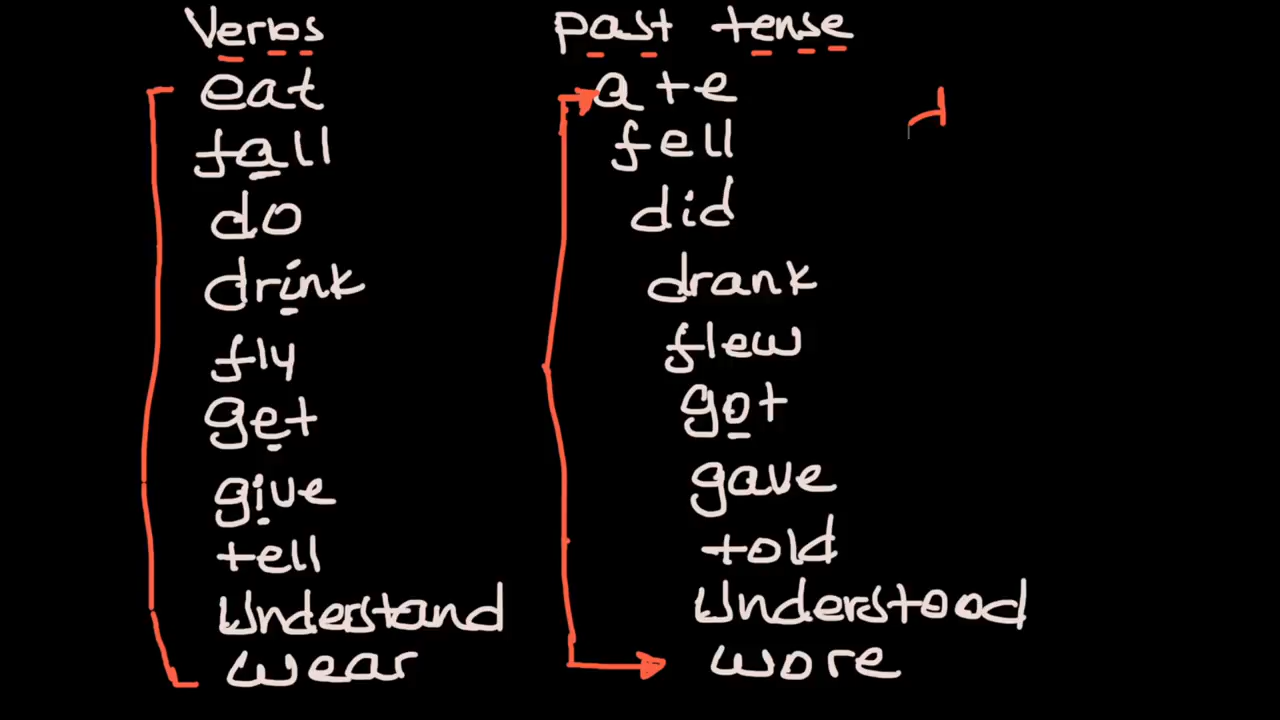 Verbs past tense
eat ate
fall fell
do did
drink drank
fly flew
get got
give gave
tell told
Understand Understood
wear wore